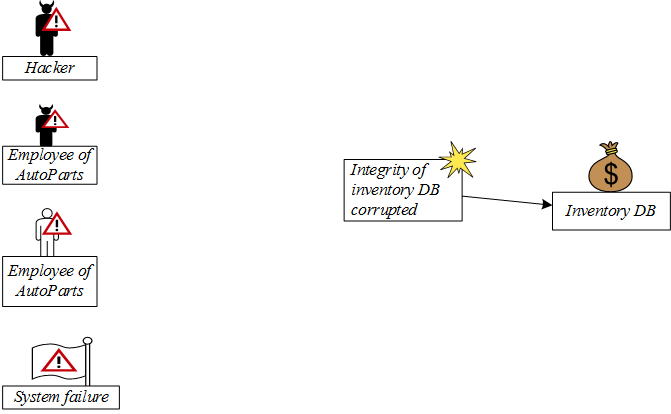 Hacker
Employee of
AutoParts
Employee of
AutoParts
System failure
Integrity of
inventory DB
corrupted
$
Inventory DB